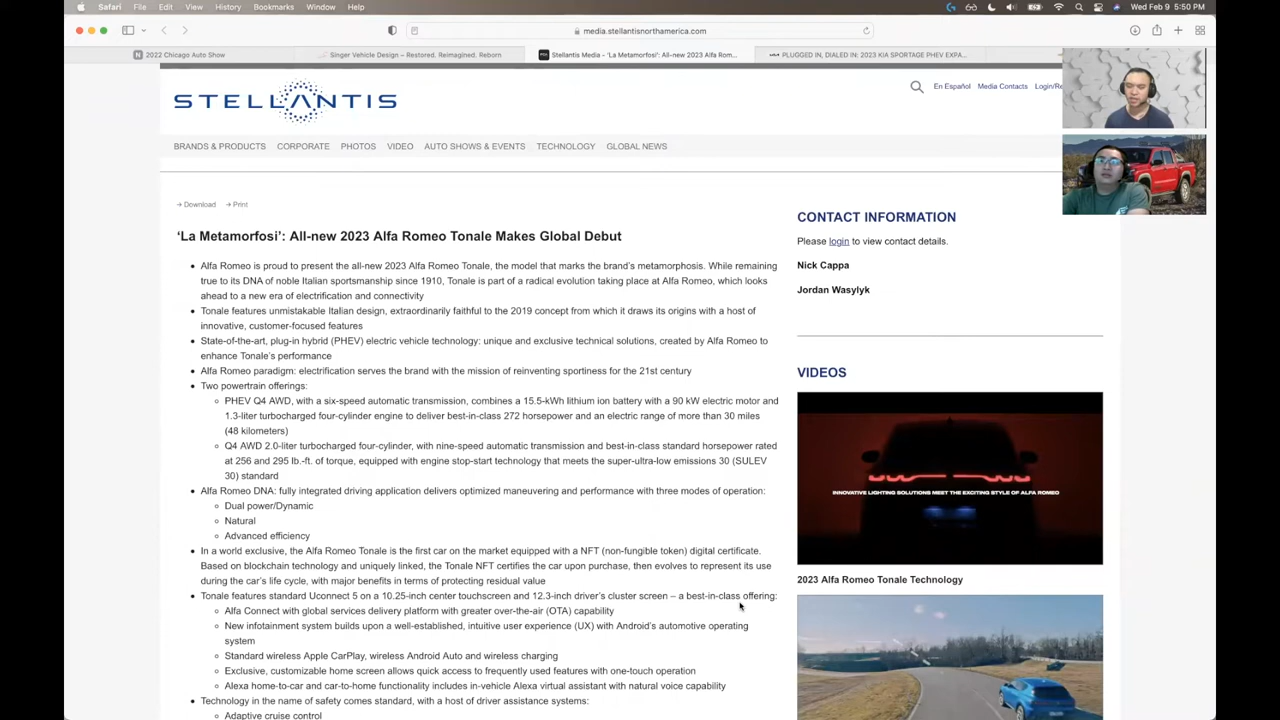 Safari File Edit View History Bookmarks Window Help
Wed Feb 9 5:50 PM
media.stellantisnorthamerica.com
2022 Chicago Auto Show
Singer Vehicle Design – Restored. Reimagined. Reborn
Stellantis Media - ‘La Metamorfosi’: All-new 2023 Alfa Rom...
PLUGGED IN, DIALED IN: 2023 KIA SPORTAGE PHEV EXPA...
STELLANTIS
En Español Media Contacts Login/Re
BRANDS & PRODUCTS CORPORATE PHOTOS VIDEO AUTO SHOWS & EVENTS TECHNOLOGY GLOBAL NEWS
→ Download → Print
‘La Metamorfosi’: All-new 2023 Alfa Romeo Tonale Makes Global Debut
• Alfa Romeo is proud to present the all-new 2023 Alfa Romeo Tonale, the model that marks the brand’s metamorphosis. While remaining
true to its DNA of noble Italian sportsmanship since 1910, Tonale is part of a radical evolution taking place at Alfa Romeo, which looks
ahead to a new era of electrification and connectivity
• Tonale features unmistakable Italian design, extraordinarily faithful to the 2019 concept from which it draws its origins with a host of
innovative, customer-focused features
• State-of-the-art, plug-in hybrid (PHEV) electric vehicle technology: unique and exclusive technical solutions, created by Alfa Romeo to
enhance Tonale’s performance
• Alfa Romeo paradigm: electrification serves the brand with the mission of reinventing sportiness for the 21st century
• Two powertrain offerings:
◦ PHEV Q4 AWD, with a six-speed automatic transmission, combines a 15.5-kWh lithium ion battery with a 90 kW electric motor and
1.3-liter turbocharged four-cylinder engine to deliver best-in-class 272 horsepower and an electric range of more than 30 miles
(48 kilometers)
◦ Q4 AWD 2.0-liter turbocharged four-cylinder, with nine-speed automatic transmission and best-in-class standard horsepower rated
at 256 and 295 lb.-ft. of torque, equipped with engine stop-start technology that meets the super-ultra-low emissions 30 (SULEV
30) standard
• Alfa Romeo DNA: fully integrated driving application delivers optimized maneuvering and performance with three modes of operation:
◦ Dual power/Dynamic
◦ Natural
◦ Advanced efficiency
• In a world exclusive, the Alfa Romeo Tonale is the first car on the market equipped with a NFT (non-fungible token) digital certificate.
Based on blockchain technology and uniquely linked, the Tonale NFT certifies the car upon purchase, then evolves to represent its use
during the car’s life cycle, with major benefits in terms of protecting residual value
• Tonale features standard Uconnect 5 on a 10.25-inch center touchscreen and 12.3-inch driver’s cluster screen – a best-in-class offering:
◦ Alfa Connect with global services delivery platform with greater over-the-air (OTA) capability
◦ New infotainment system builds upon a well-established, intuitive user experience (UX) with Android’s automotive operating
system
◦ Standard wireless Apple CarPlay, wireless Android Auto and wireless charging
◦ Exclusive, customizable home screen allows quick access to frequently used features with one-touch operation
◦ Alexa home-to-car and car-to-home functionality includes in-vehicle Alexa virtual assistant with natural voice capability
• Technology in the name of safety comes standard, with a host of driver assistance systems:
◦ Adaptive cruise control
CONTACT INFORMATION
Please login to view contact details.
Nick Cappa
Jordan Wasylyk
VIDEOS
INNOVATIVE LIGHTING SOLUTIONS MEET THE EXCITING STYLE OF ALFA ROMEO
2023 Alfa Romeo Tonale Technology